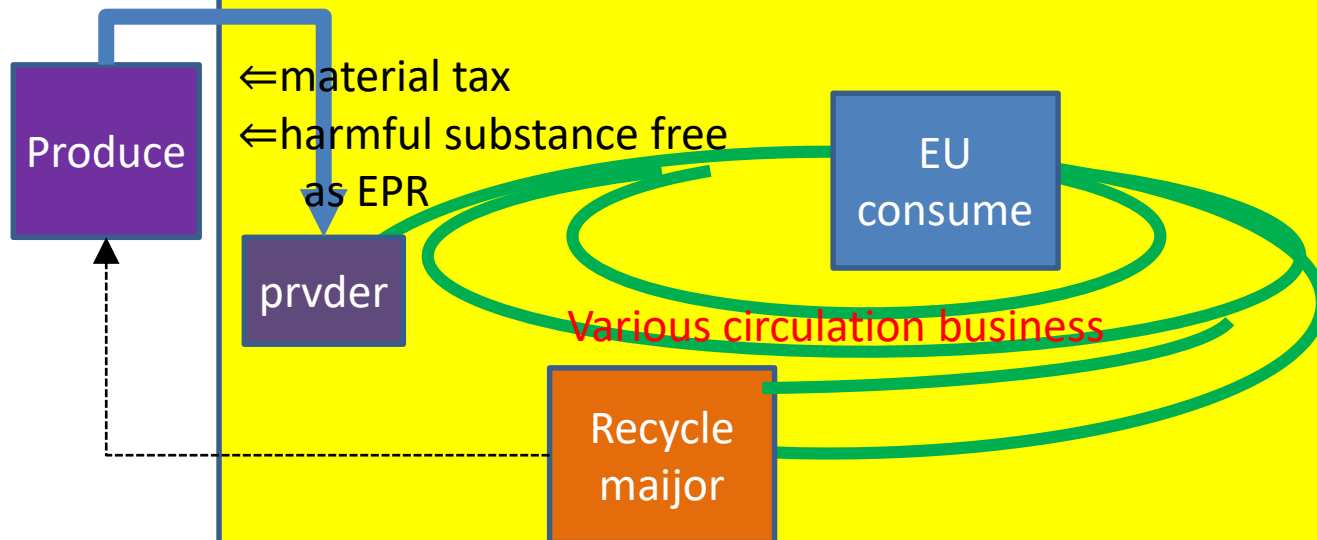 ⇐material tax
⇐harmful substance free
as EPR
Produce
EU
consume
prvder
Various circulation business
Recycle
maijor